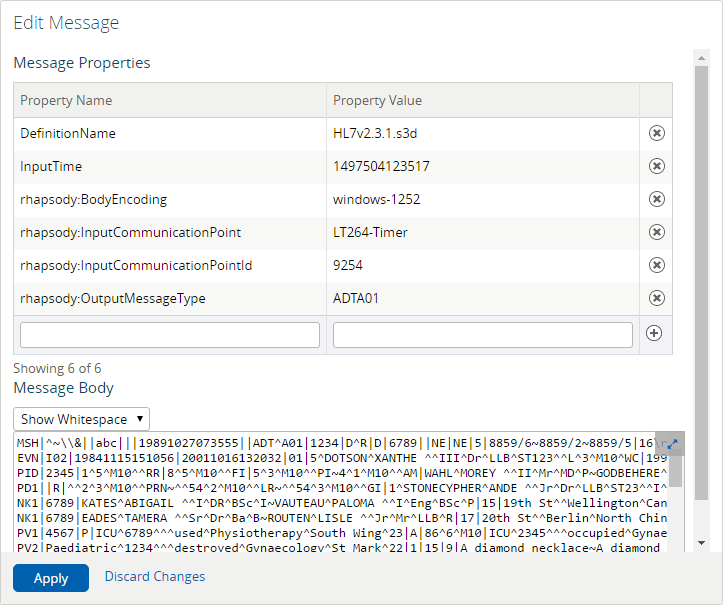 Edit Message
Message Properties
Property Name Property Value
DefinitionName HL7v2.3.1.s3d
InputTime 1497504123517
rhapsody:BodyEncoding windows-1252
rhapsody:InputCommunicationPoint LT264-Timer
rhapsody:InputCommunicationPointId 9254
rhapsody:OutputMessageType ADTA01
Showing 6 of 6
Message Body
Show Whitespace
MSH|^~\\&||abc|||19891027073555||ADT^A01|1234|D^R|D|6789||NE|NE|5|8859/6~8859/2~8859/5|16\r
EVN|I02|19841115151056|20011016132032|01|5^DOTSON^XANTHE ^^III^Dr^LLB^ST123^^L^3^M10^WC|199
PID|2345|1^5^M10^^RR|8^5^M10^^FI|5^3^M10^^PI~4^1^M10^^AM|WAHL^MOREY ^^II^Mr^MD^P~GODBEHERE^
PD1||R|^^2^3^M10^^PRN~^^54^2^M10^^LR~^^54^3^M10^^GI|1^STONECYPHER^ANDE ^^Jr^Dr^LLB^ST23^^I^
NK1|6789|KATES^ABIGAIL ^^I^DR^BSc^I~VAUTEAU^PALOMA ^^I^Eng^BSc^P|15|19th St^^Wellington^Can
NK1|6789|EADES^TAMERA ^^Sr^Dr^Ba^B~ROUTEN^LISLE ^^Jr^Mr^LLB^R|17|20th St^^Berlin^North Chin
PV1|4567|P|ICU^6789^^^used^Physiotherapy^South Wing^23|A|86^6^M10|ICU^2345^^^occupied^Gynae
PV2|Paediatric^1234^^^destroyed^Gynaecology^St Mark^22|1|15|9|A diamond necklace~A diamond
Apply Discard Changes